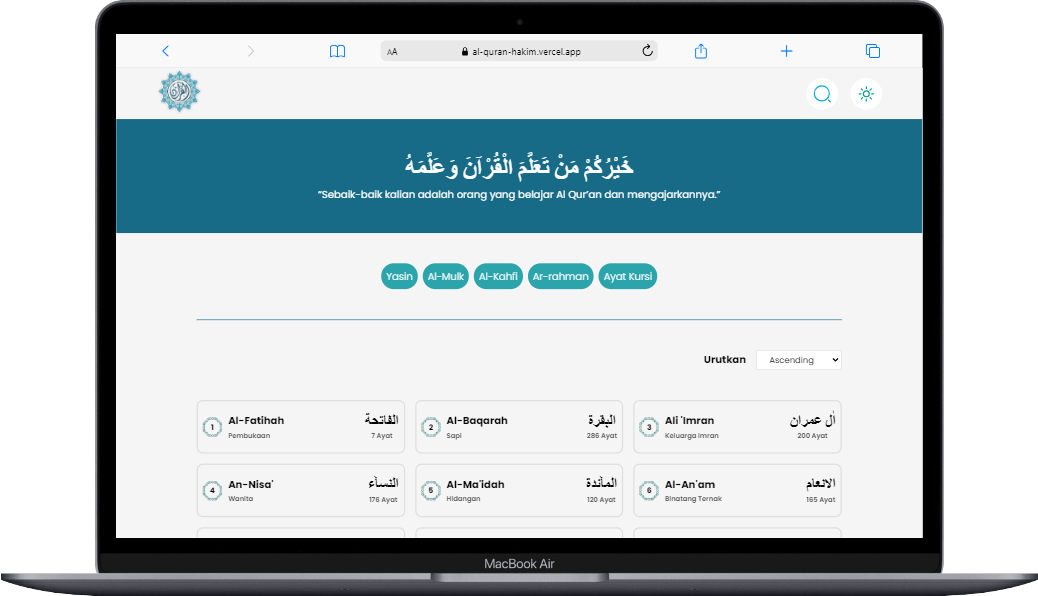 AA al-quran-hakim.vercel.app
خَيْرُكُمْ مَنْ تَعَلَّمَ الْقُرْآنَ وَ عَلَّمَهُ
“Sebaik-baik kalian adalah orang yang belajar Al Qur’an dan mengajarkannya.”
Yasin Al-Mulk Al-Kahfi Ar-rahman Ayat Kursi
Urutkan Ascending
1 Al-Fatihah الفاتحة
Pembukaan 7 Ayat
2 Al-Baqarah البقرة
Sapi 286 Ayat
3 Ali 'Imran اٰل عمران
Keluarga Imran 200 Ayat
4 An-Nisa' النسۤاء
Wanita 176 Ayat
5 Al-Ma'idah الماۤئدة
Hidangan 120 Ayat
6 Al-An'am الانعام
Binatang Ternak 165 Ayat
MacBook Air